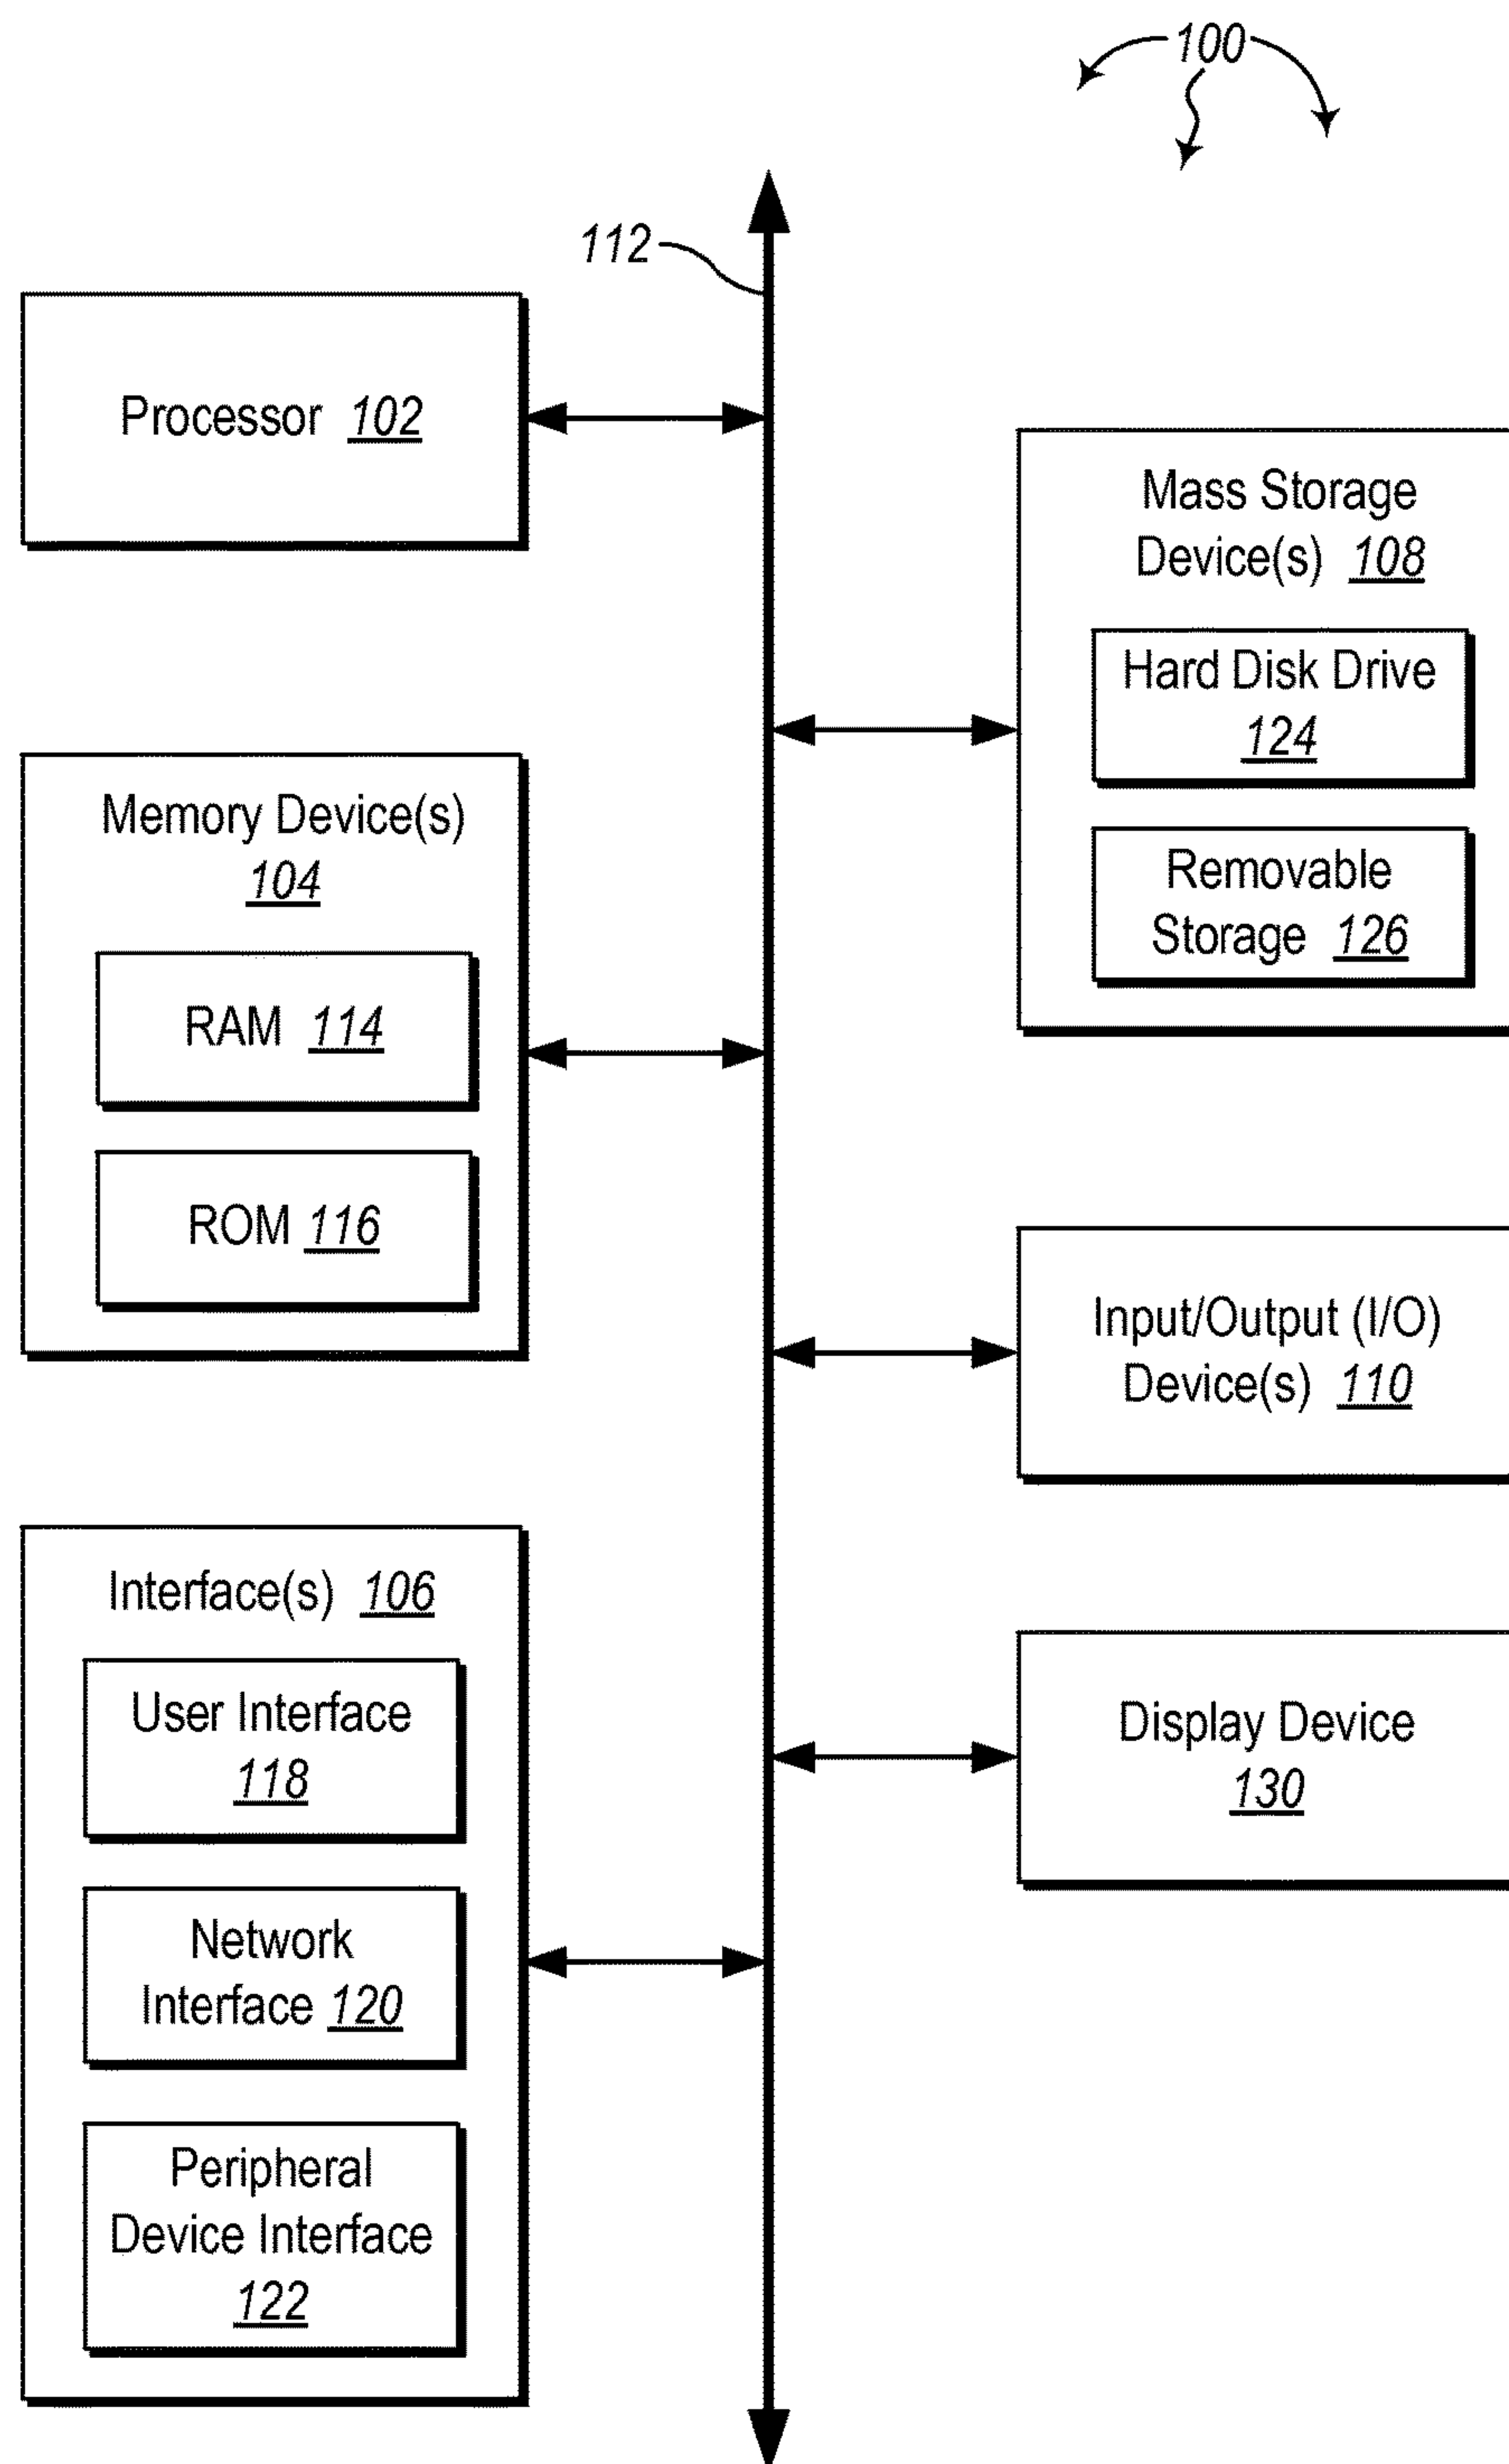 100
112
Processor 102
Mass Storage
Device(s) 108
Hard Disk Drive
124
Removable
Storage 126
Memory Device(s)
104
RAM 114
ROM 116
Input/Output (I/O)
Device(s) 110
Interface(s) 106
User Interface
118
Network
Interface 120
Peripheral
Device Interface
122
Display Device
130